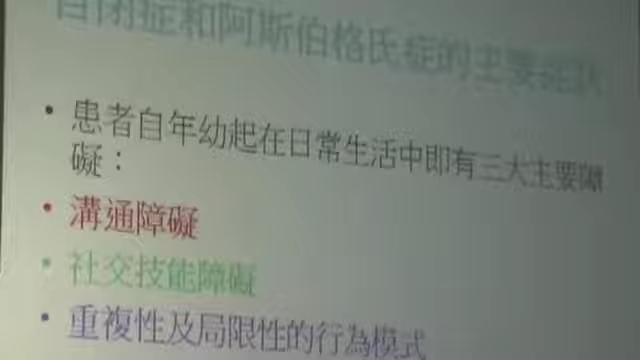 自閉症和阿斯伯格氏症的主要症狀
• 患者自年幼起在日常生活中即有三大主要障
礙：
• 溝通障礙
• 社交技能障礙
• 重複性及局限性的行為模式